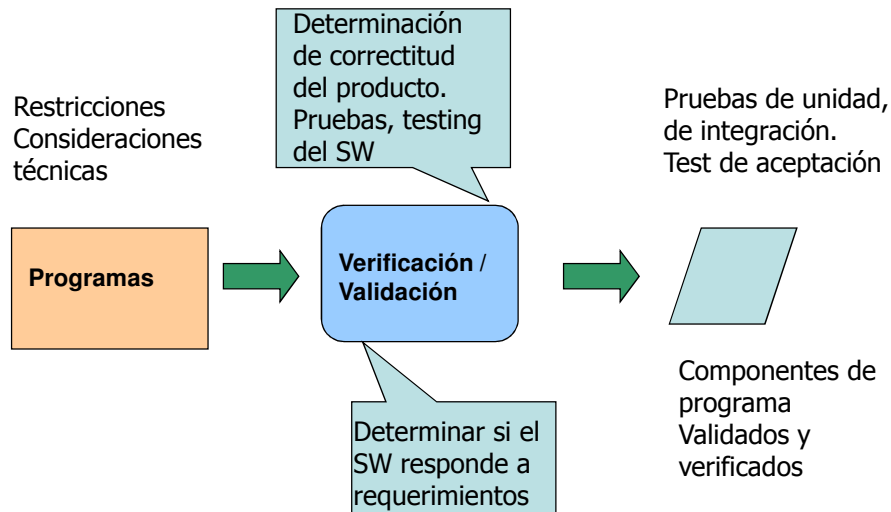 Determinación
de correctitud
del producto.
Pruebas, testing
del SW
Restricciones
Consideraciones
técnicas
Pruebas de unidad,
de integración.
Test de aceptación
Programas
Verificación /
Validación
Componentes de
programa
Validados y
verificados
Determinar si el
SW responde a
requerimientos